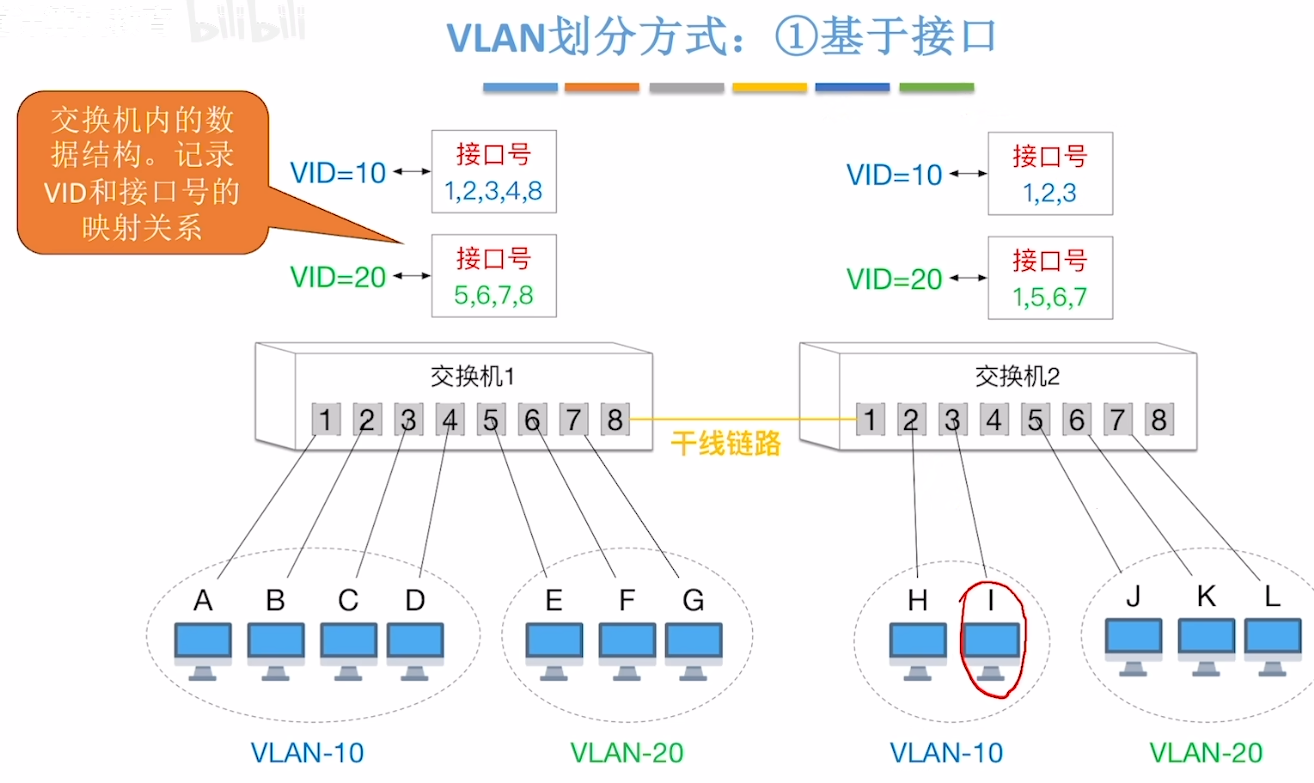 bilibili
VLAN划分方式：①基于接口
交换机内的数
据结构。记录
VID和接口号的
映射关系
VID=10
接口号
1,2,3,4,8
VID=20
接口号
5,6,7,8
VID=10
接口号
1,2,3
VID=20
接口号
1,5,6,7
交换机1
1 2 3 4 5 6 7 8
干线链路
交换机2
1 2 3 4 5 6 7 8
A B C D
E F G
H I
J K L
VLAN-10
VLAN-20
VLAN-10
VLAN-20